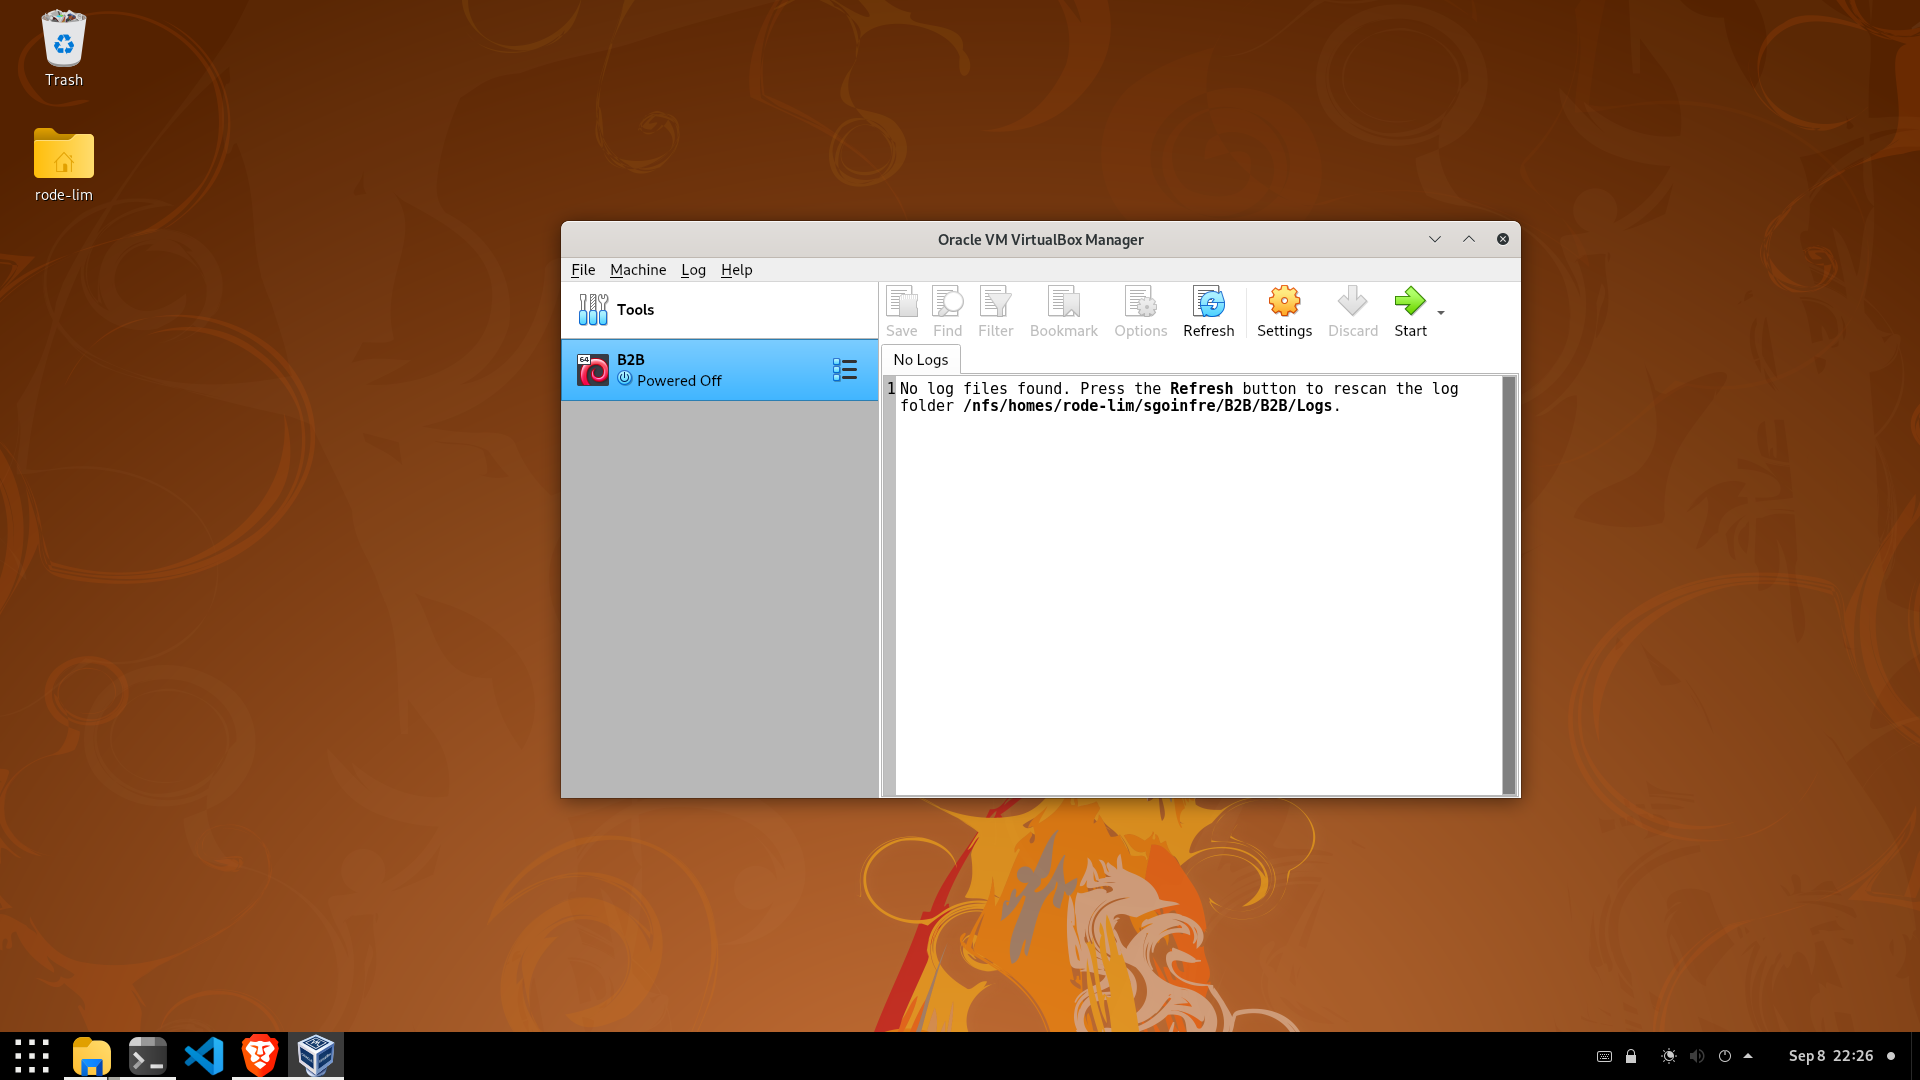 Trash
rode-lim
Oracle VM VirtualBox Manager
File Machine Log Help
Tools
Save Find Filter Bookmark Options Refresh Settings Discard Start
64
B2B
Powered Off
No Logs
1 No log files found. Press the Refresh button to rescan the log
folder /nfs/homes/rode-lim/sgoinfre/B2B/B2B/Logs.
Sep 8 22:26